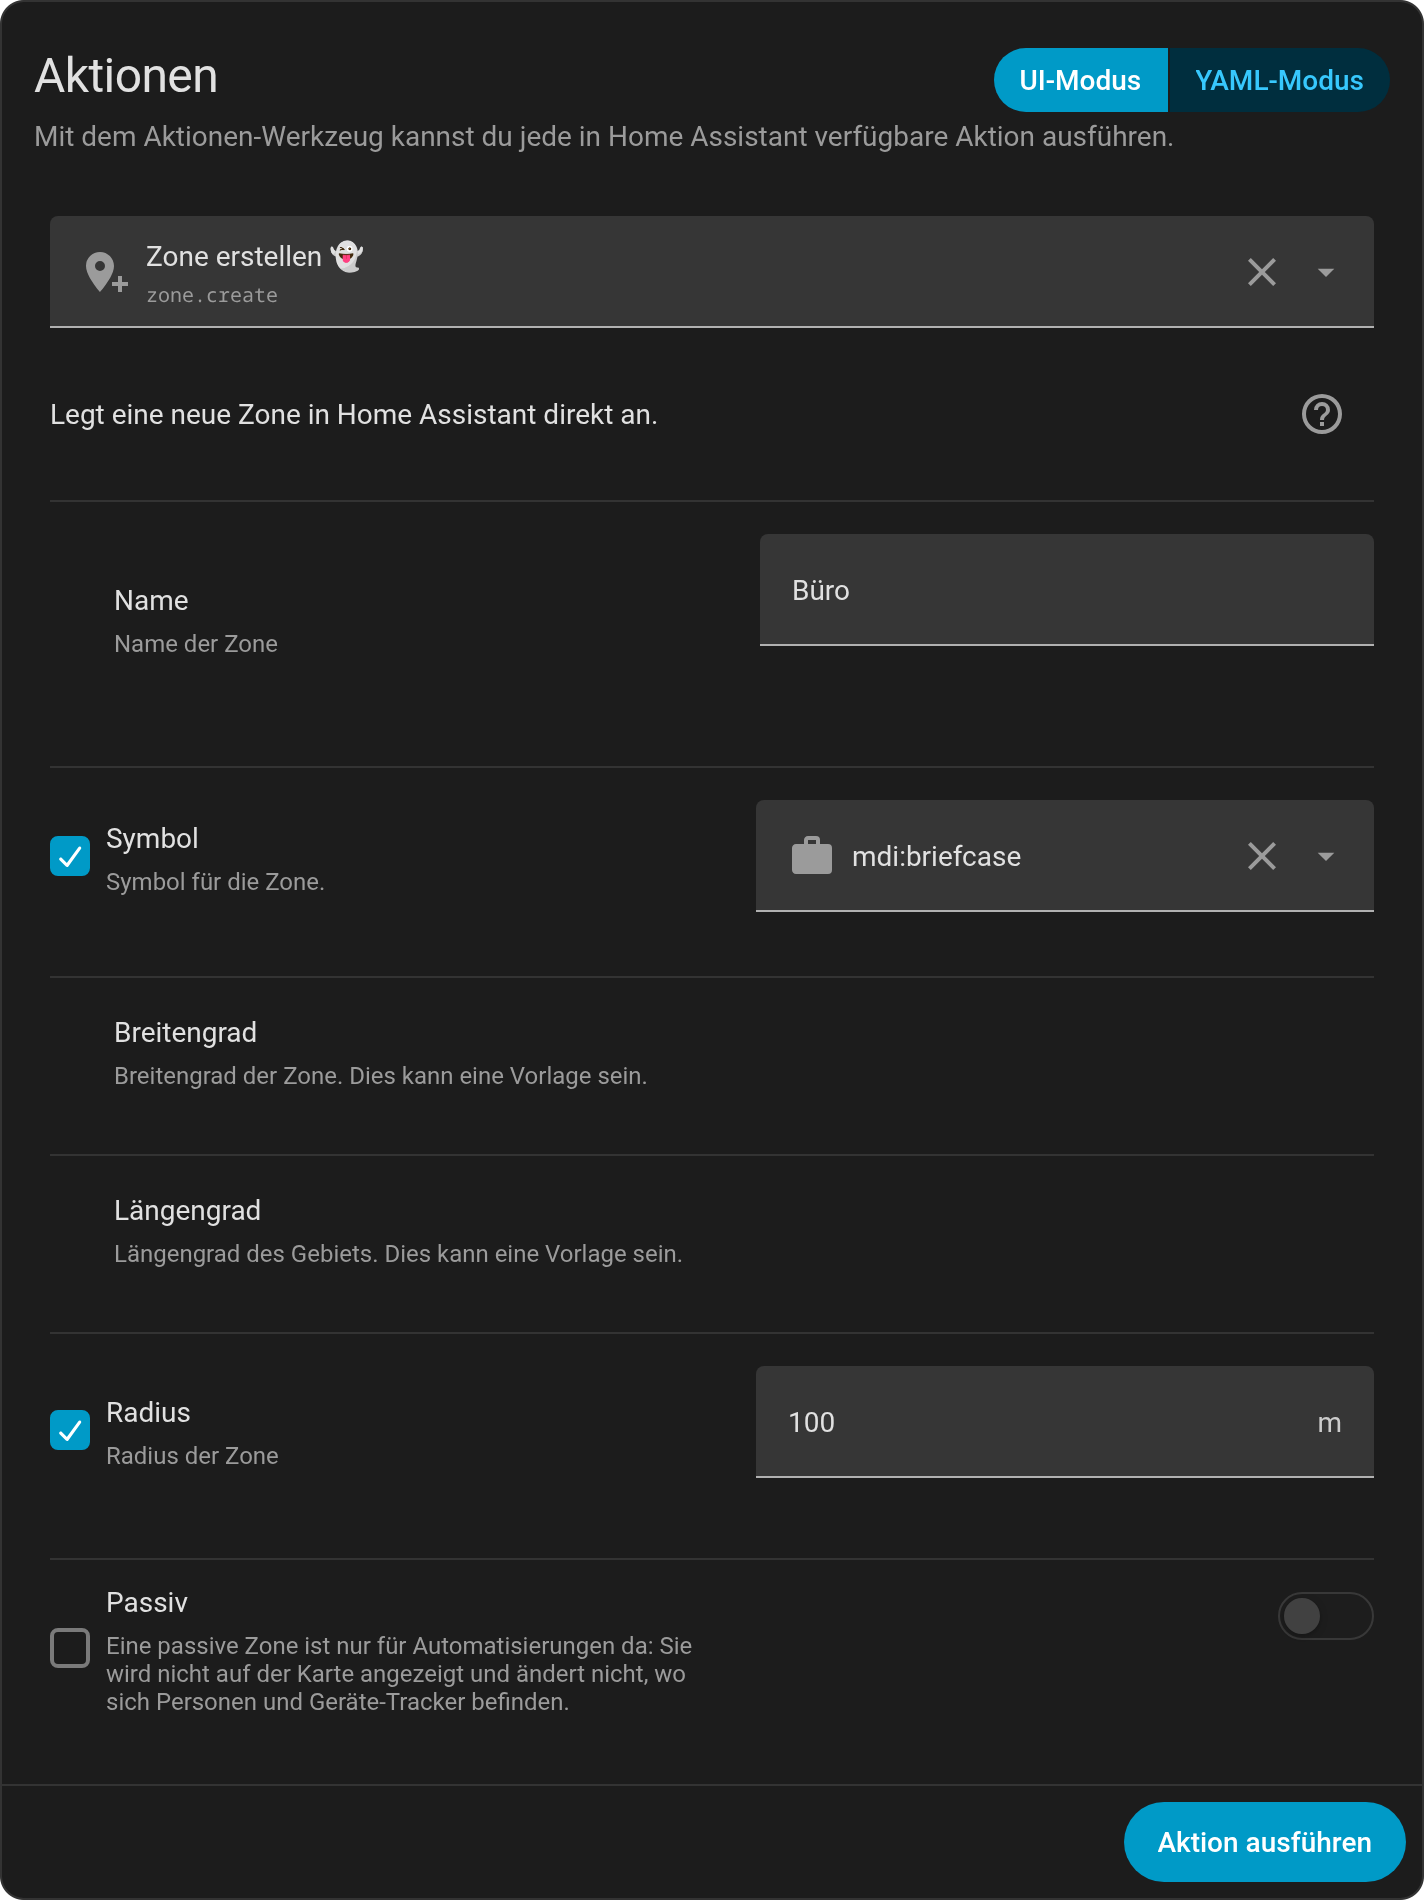 Aktionen
UI-Modus
YAML-Modus
Mit dem Aktionen-Werkzeug kannst du jede in Home Assistant verfügbare Aktion ausführen.
Zone erstellen 👻
zone.create
Legt eine neue Zone in Home Assistant direkt an.
Name
Name der Zone
Büro
Symbol
Symbol für die Zone.
mdi:briefcase
Breitengrad
Breitengrad der Zone. Dies kann eine Vorlage sein.
Längengrad
Längengrad des Gebiets. Dies kann eine Vorlage sein.
Radius
Radius der Zone
100 m
Passiv
Eine passive Zone ist nur für Automatisierungen da: Sie
wird nicht auf der Karte angezeigt und ändert nicht, wo
sich Personen und Geräte-Tracker befinden.
Aktion ausführen